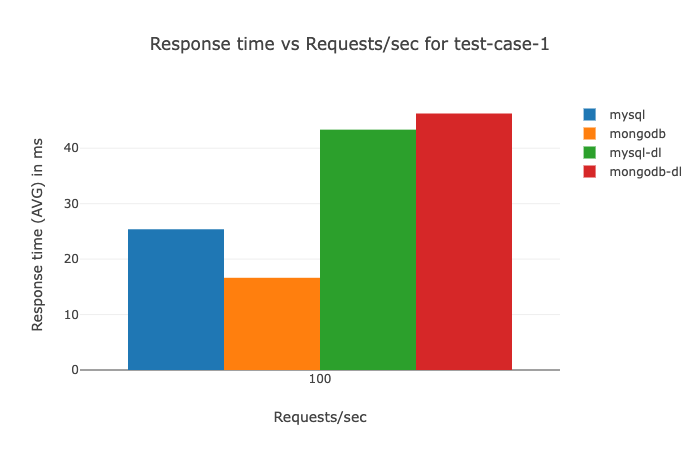 Response time vs Requests/sec for test-case-1
mysql
mongodb
mysql-dl
mongodb-dl
Response time (AVG) in ms
40
30
20
10
0
100
Requests/sec